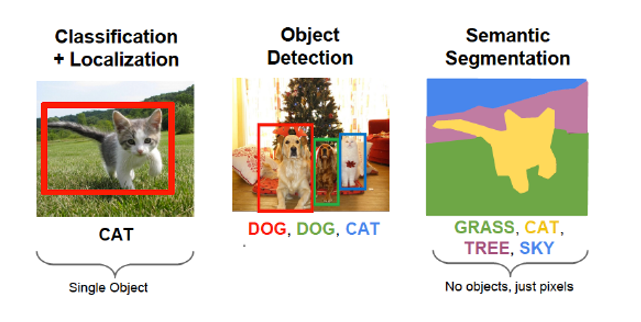 Classification
+ Localization
Object
Detection
Semantic
Segmentation
CAT
DOG, DOG, CAT
GRASS, CAT,
TREE, SKY
Single Object
No objects, just pixels